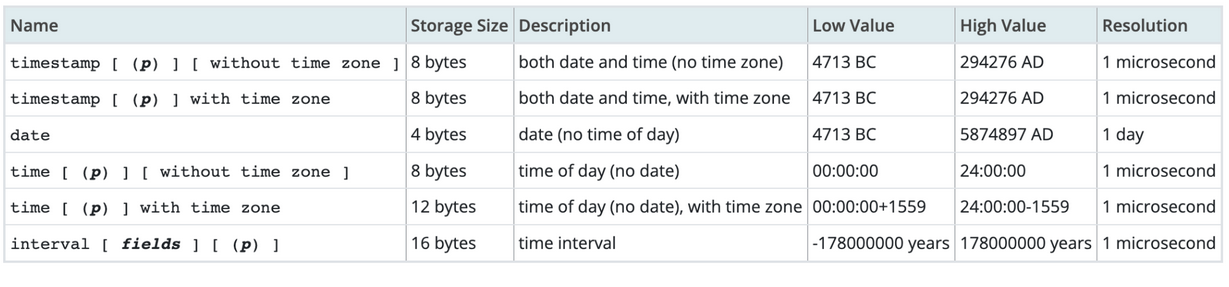 Name Storage Size Description Low Value High Value Resolution
timestamp [ (p) ] [ without time zone ] 8 bytes both date and time (no time zone) 4713 BC 294276 AD 1 microsecond
timestamp [ (p) ] with time zone 8 bytes both date and time, with time zone 4713 BC 294276 AD 1 microsecond
date 4 bytes date (no time of day) 4713 BC 5874897 AD 1 day
time [ (p) ] [ without time zone ] 8 bytes time of day (no date) 00:00:00 24:00:00 1 microsecond
time [ (p) ] with time zone 12 bytes time of day (no date), with time zone 00:00:00+1559 24:00:00-1559 1 microsecond
interval [ fields ] [ (p) ] 16 bytes time interval -178000000 years 178000000 years 1 microsecond